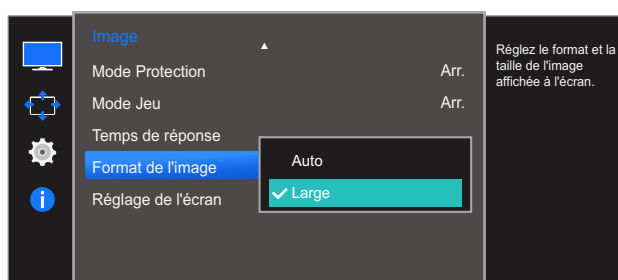 Image
Mode Protection Arr.
Mode Jeu Arr.
Temps de réponse
Format de l'image
Réglage de l'écran
Auto
Large
Réglez le format et la
taille de l'image
affichée à l'écran.